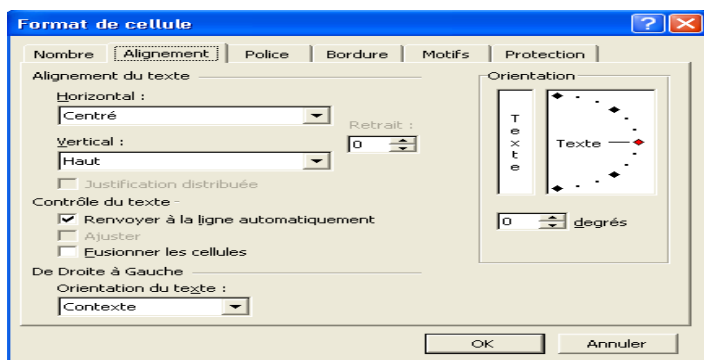 Format de cellule
Nombre Alignement Police Bordure Motifs Protection
Alignement du texte
Horizontal :
Centré
Retrait :
0
Vertical :
Haut
Justification distribuée
Contrôle du texte
Renvoyer à la ligne automatiquement
Ajuster
Fusionner les cellules
De Droite à Gauche
Orientation du texte :
Contexte
Orientation
Texte
Texte
0 degrés
OK Annuler